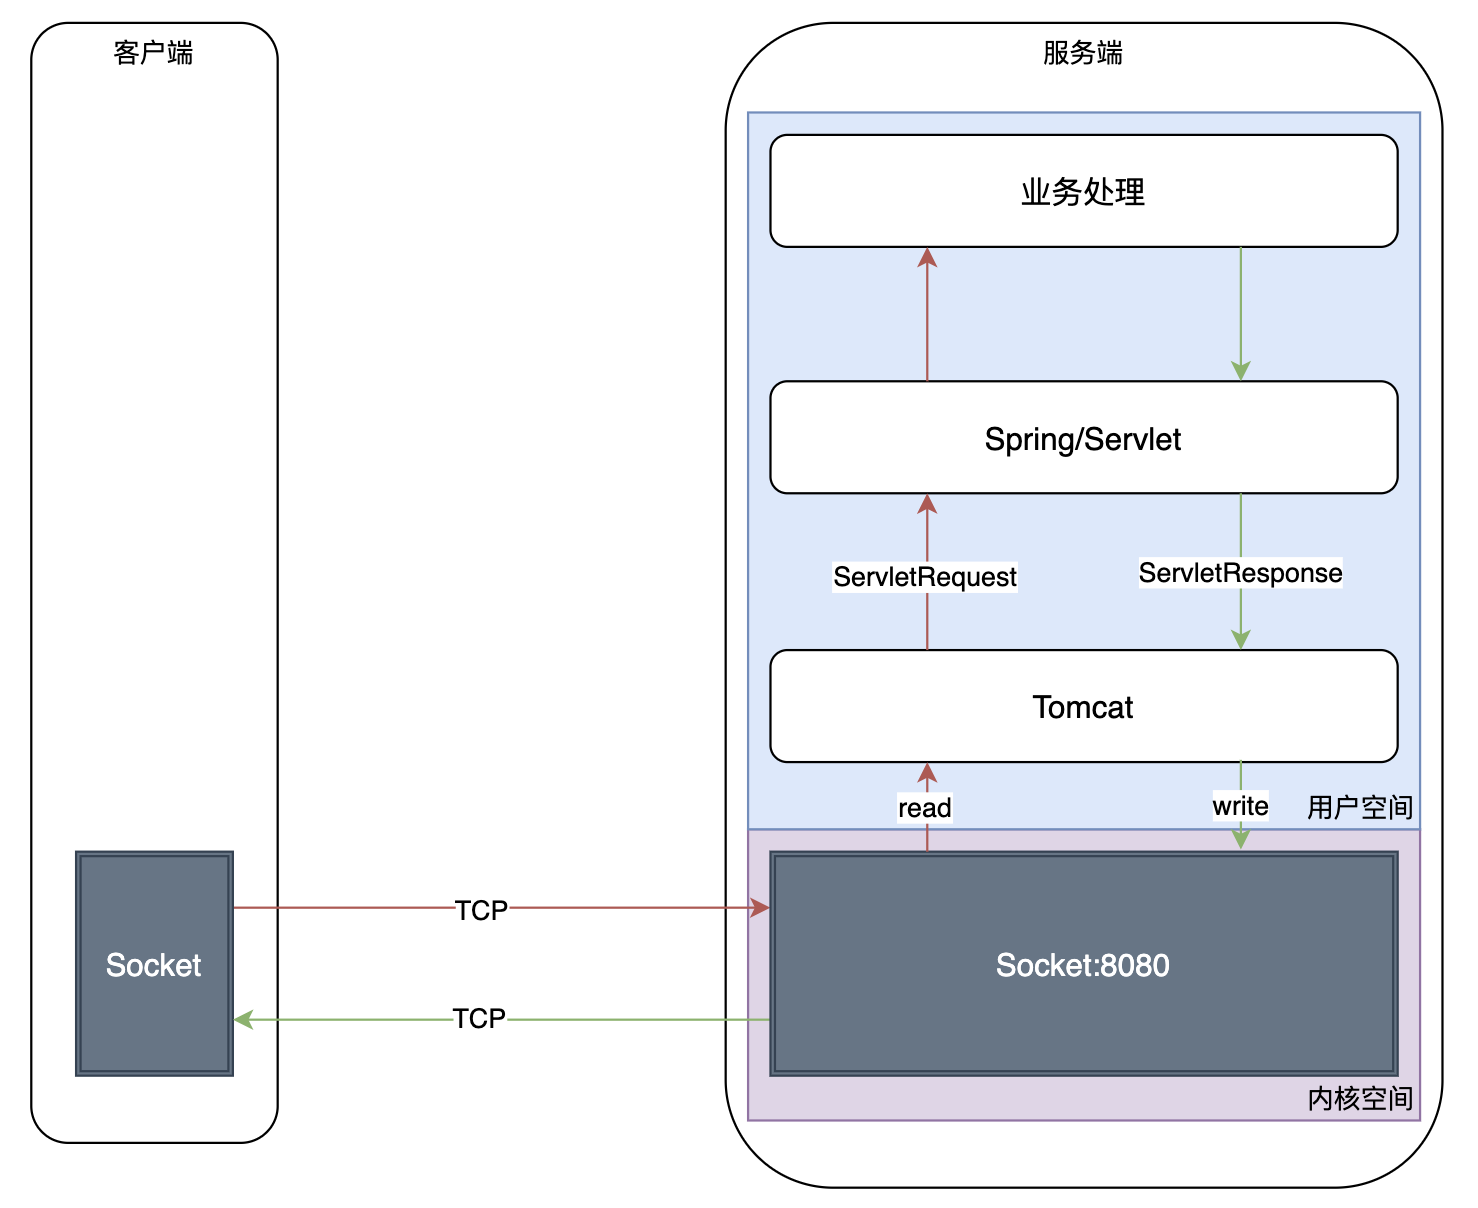 客户端
服务端
业务处理
Spring/Servlet
ServletRequest
ServletResponse
Tomcat
read
write
用户空间
Socket
TCP
TCP
Socket:8080
内核空间